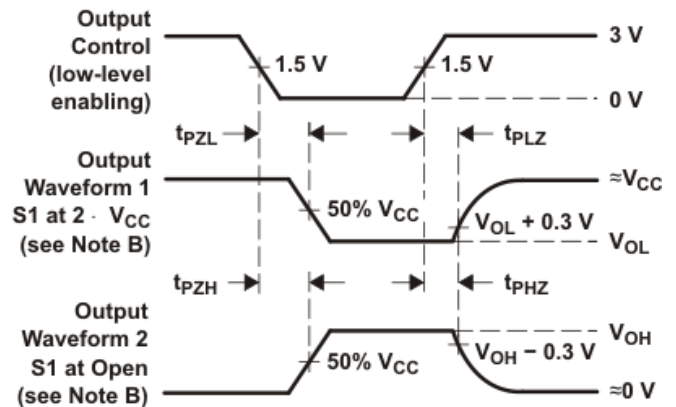 Output
Control
(low-level
enabling)
3 V
1.5 V
1.5 V
0 V
tPZL
tPLZ
Output
Waveform 1
S1 at 2 · VCC
(see Note B)
≈VCC
50% VCC
VOL + 0.3 V
VOL
tPZH
tPHZ
Output
Waveform 2
S1 at Open
(see Note B)
VOH
VOH − 0.3 V
50% VCC
≈0 V